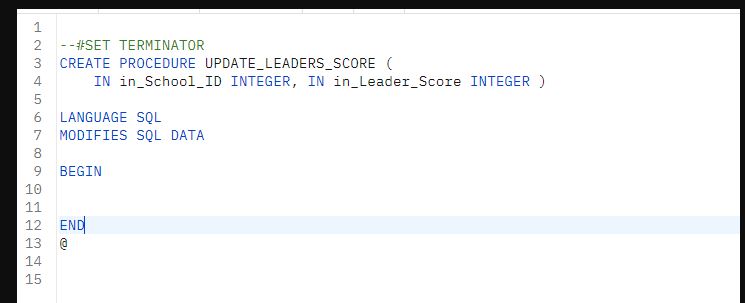 1
2 --#SET TERMINATOR
3 CREATE PROCEDURE UPDATE_LEADERS_SCORE (
4     IN in_School_ID INTEGER, IN in_Leader_Score INTEGER )
5
6 LANGUAGE SQL
7 MODIFIES SQL DATA
8
9 BEGIN
10
11
12 END
13 @
14
15